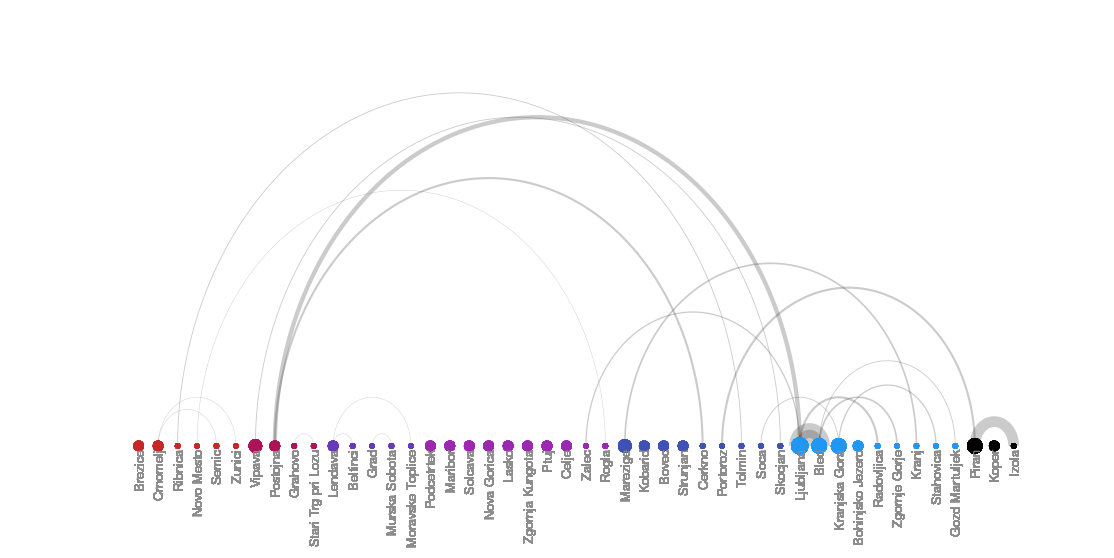 Brezice
Crnomelj
Ribnica
Novo Mesto
Semic
Zunici
Vipava
Postojna
Grahovo
Stari Trg pri Lozu
Lendava
Beltinci
Grad
Murska Sobota
Moravske Toplice
Podcetrtek
Maribor
Solcava
Nova Gorica
Lasko
Zgornja Kungota
Ptuj
Celje
Zalec
Rogla
Marezige
Kobarid
Bovec
Strunjan
Cerkno
Portoroz
Tolmin
Soca
Skocjan
Ljubljana
Bled
Kranjska Gora
Bohinjsko Jezero
Radovljica
Zgornje Gorje
Kranj
Stahovica
Gozd Martuljek
Piran
Koper
Izola